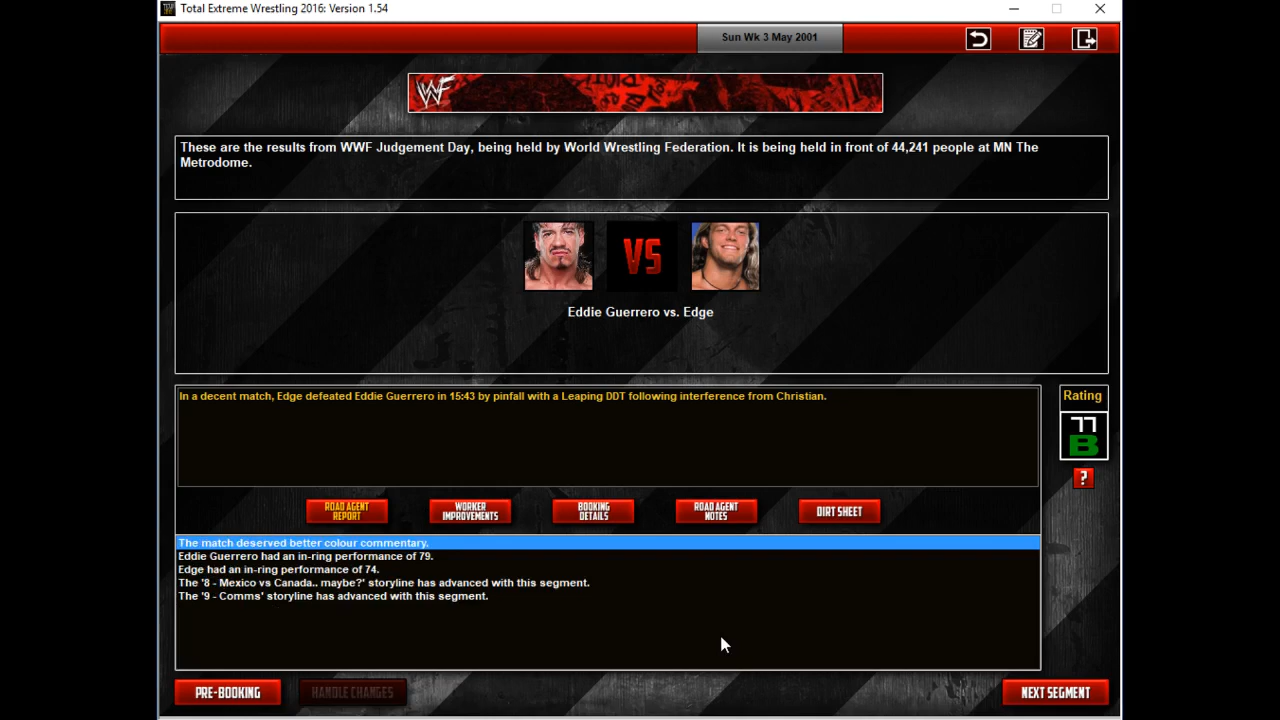 Total Extreme Wrestling 2016: Version 1.54
Sun Wk 3 May 2001
WF
These are the results from WWF Judgement Day, being held by World Wrestling Federation. It is being held in front of 44,241 people at MN The
Metrodome.
VS
Eddie Guerrero vs. Edge
In a decent match, Edge defeated Eddie Guerrero in 15:43 by pinfall with a Leaping DDT following interference from Christian.
Rating
77
B
?
ROAD AGENT REPORT
WORKER IMPROVEMENTS
BOOKING DETAILS
ROAD AGENT NOTES
DIRT SHEET
The match deserved better colour commentary.
Eddie Guerrero had an in-ring performance of 79.
Edge had an in-ring performance of 74.
The '8 - Mexico vs Canada.. maybe?' storyline has advanced with this segment.
The '9 - Comms' storyline has advanced with this segment.
PRE-BOOKING
HANDLE CHANGES
NEXT SEGMENT